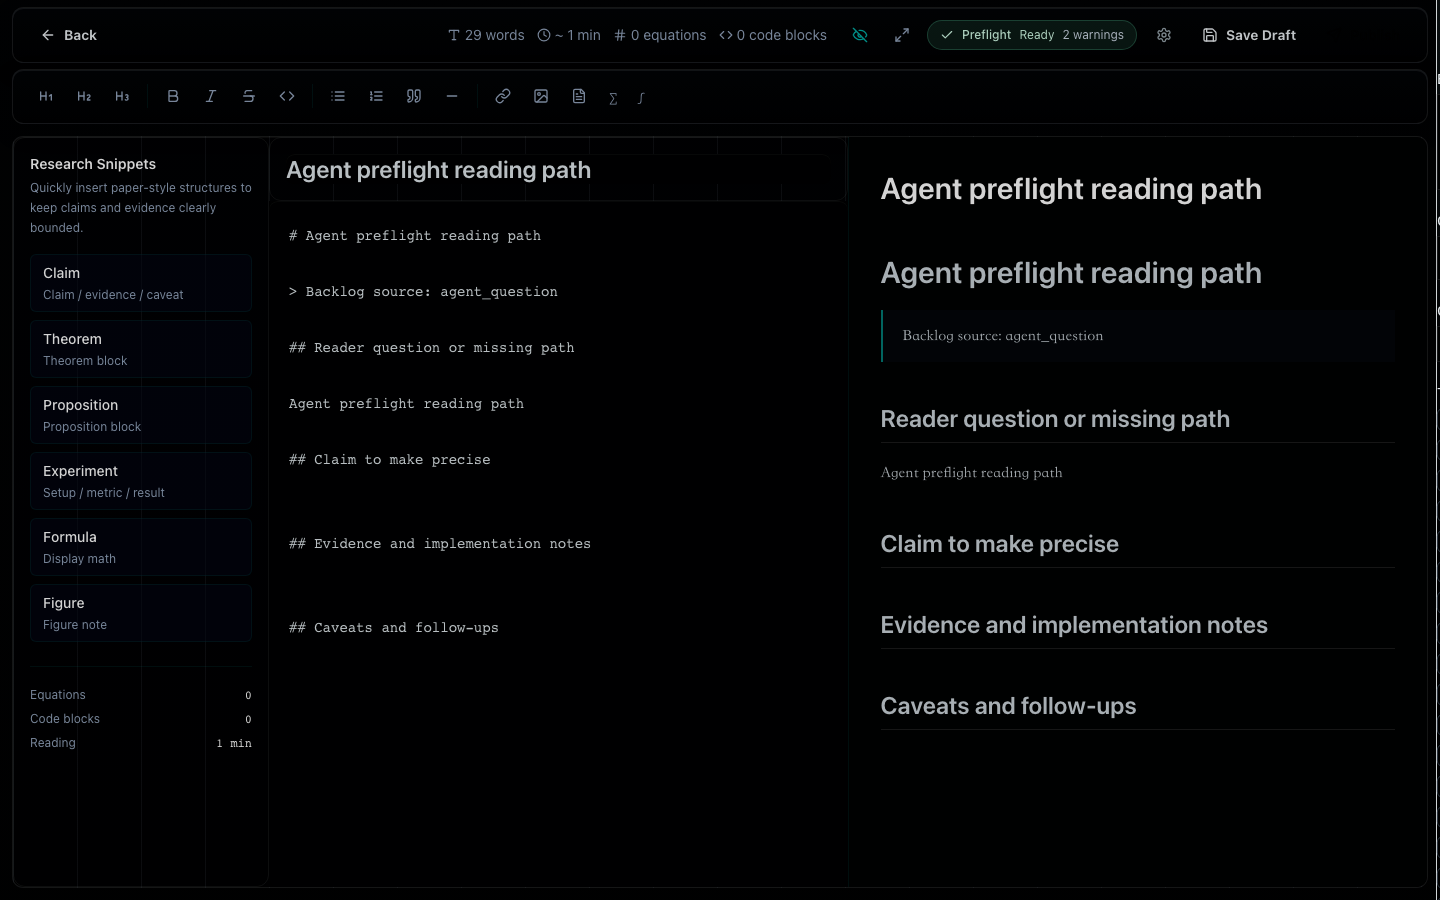 Back
29 words ~ 1 min 0 equations 0 code blocks
Preflight Ready 2 warnings
Save Draft
H1 H2 H3
Research Snippets
Quickly insert paper-style structures to
keep claims and evidence clearly
bounded.
Claim
Claim / evidence / caveat
Theorem
Theorem block
Proposition
Proposition block
Experiment
Setup / metric / result
Formula
Display math
Figure
Figure note
Equations 0
Code blocks 0
Reading 1 min
Agent preflight reading path
# Agent preflight reading path
> Backlog source: agent_question
## Reader question or missing path
Agent preflight reading path
## Claim to make precise
## Evidence and implementation notes
## Caveats and follow-ups
Agent preflight reading path
Agent preflight reading path
Backlog source: agent_question
Reader question or missing path
Agent preflight reading path
Claim to make precise
Evidence and implementation notes
Caveats and follow-ups